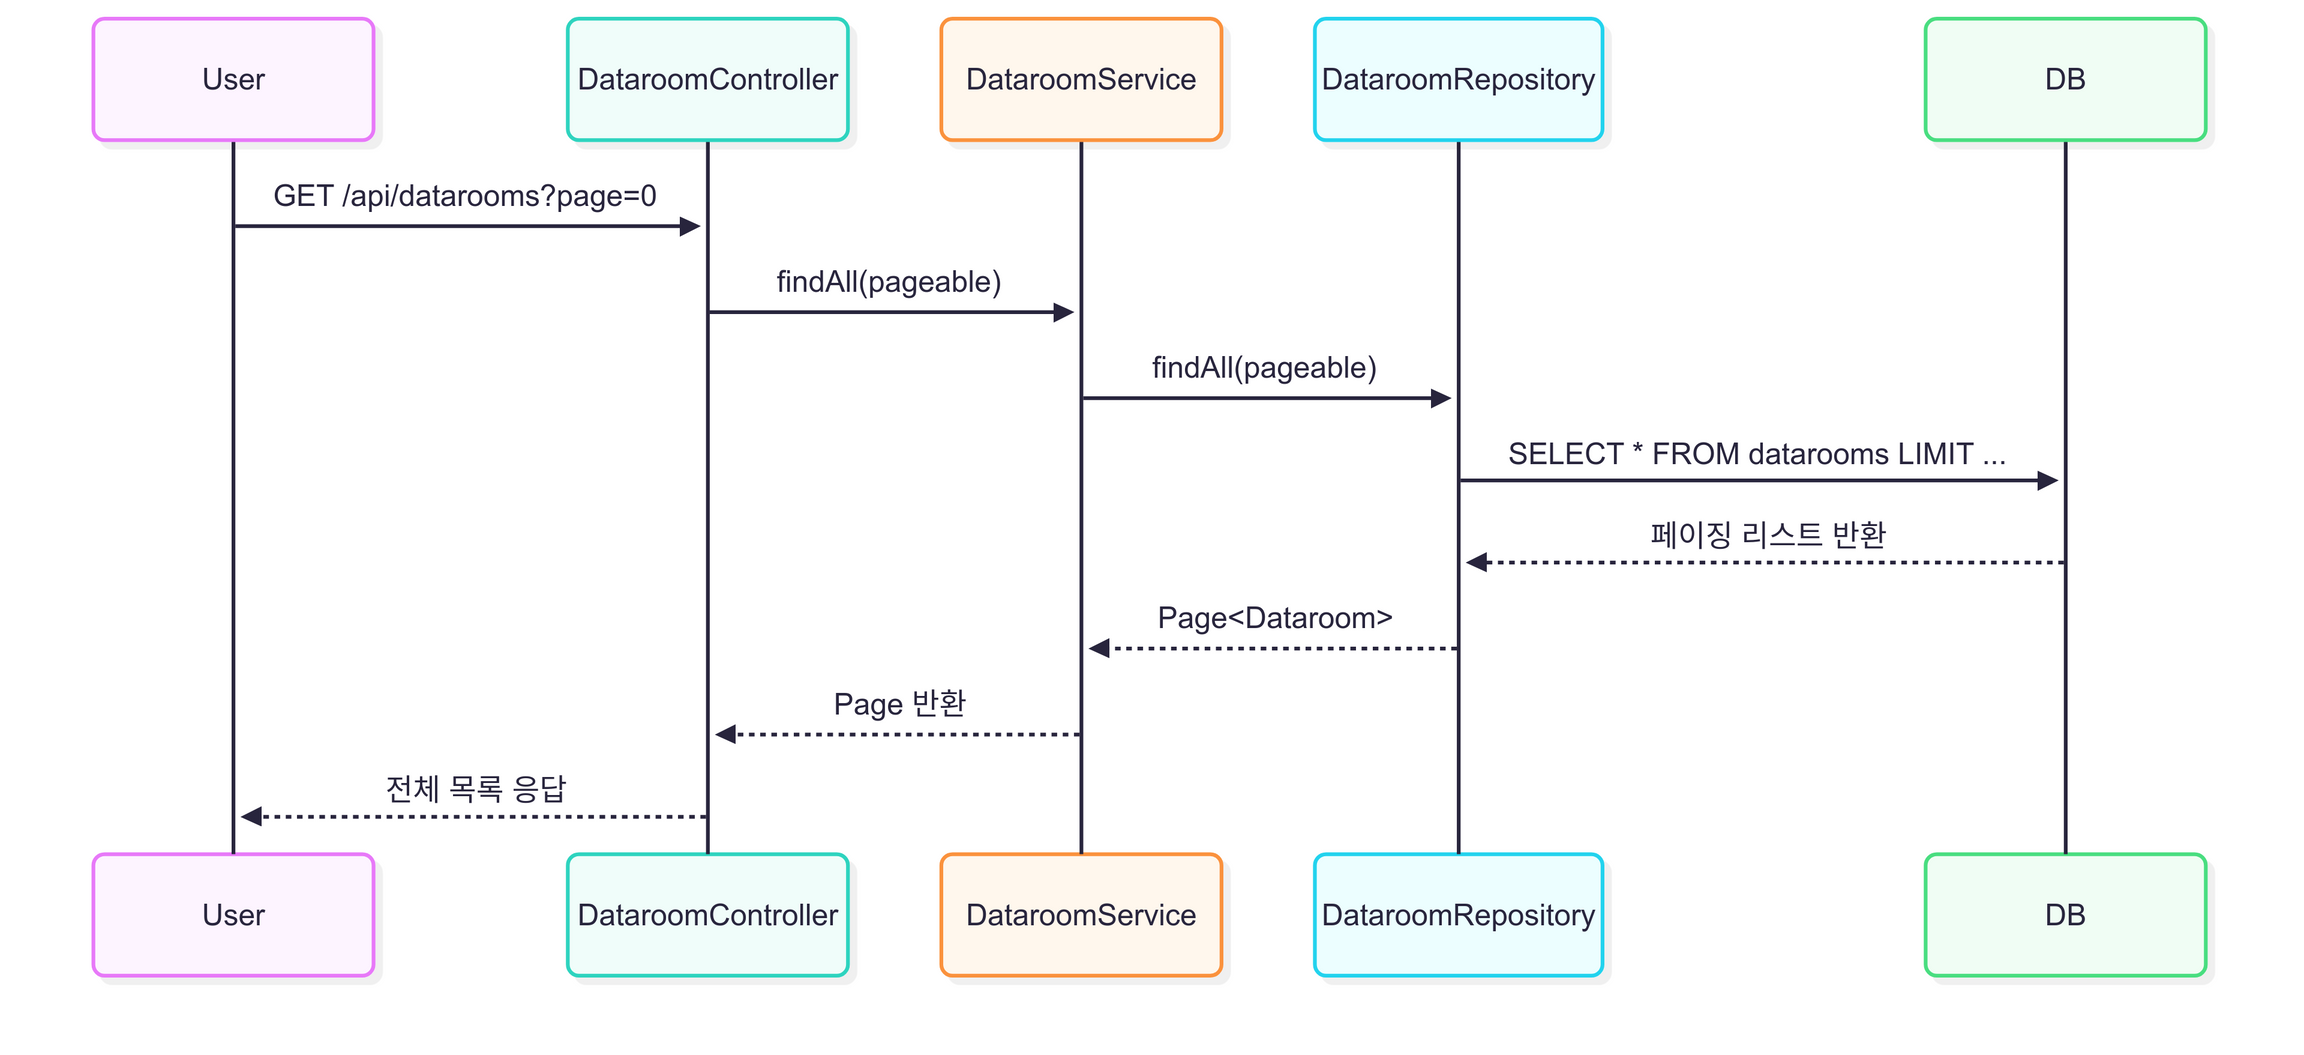 User
DataroomController
DataroomService
DataroomRepository
DB
GET /api/datarooms?page=0
findAll(pageable)
findAll(pageable)
SELECT * FROM datarooms LIMIT ...
페이징 리스트 반환
Page<Dataroom>
Page 반환
전체 목록 응답
User
DataroomController
DataroomService
DataroomRepository
DB